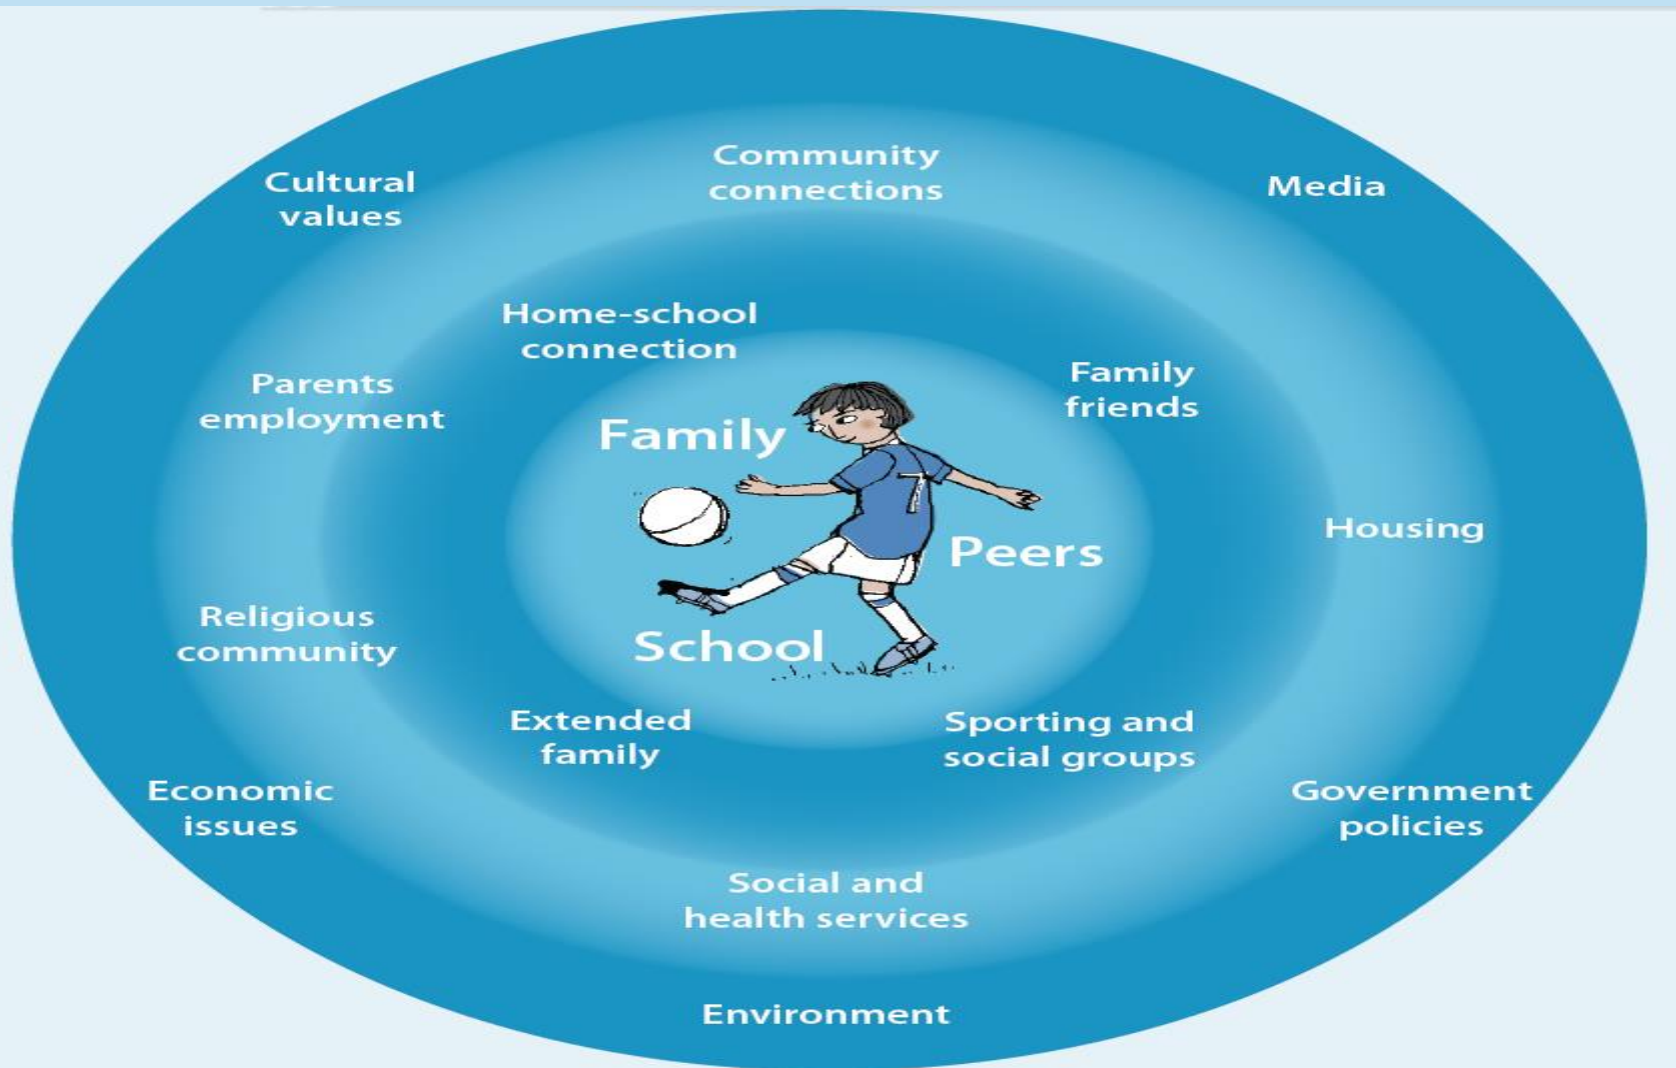 Cultural
values
Community
connections
Media
Home-school
connection
Parents
employment
Family
friends
Family
7
Peers
Housing
Religious
community
School
Extended
family
Sporting and
social groups
Economic
issues
Government
policies
Social and
health services
Environment